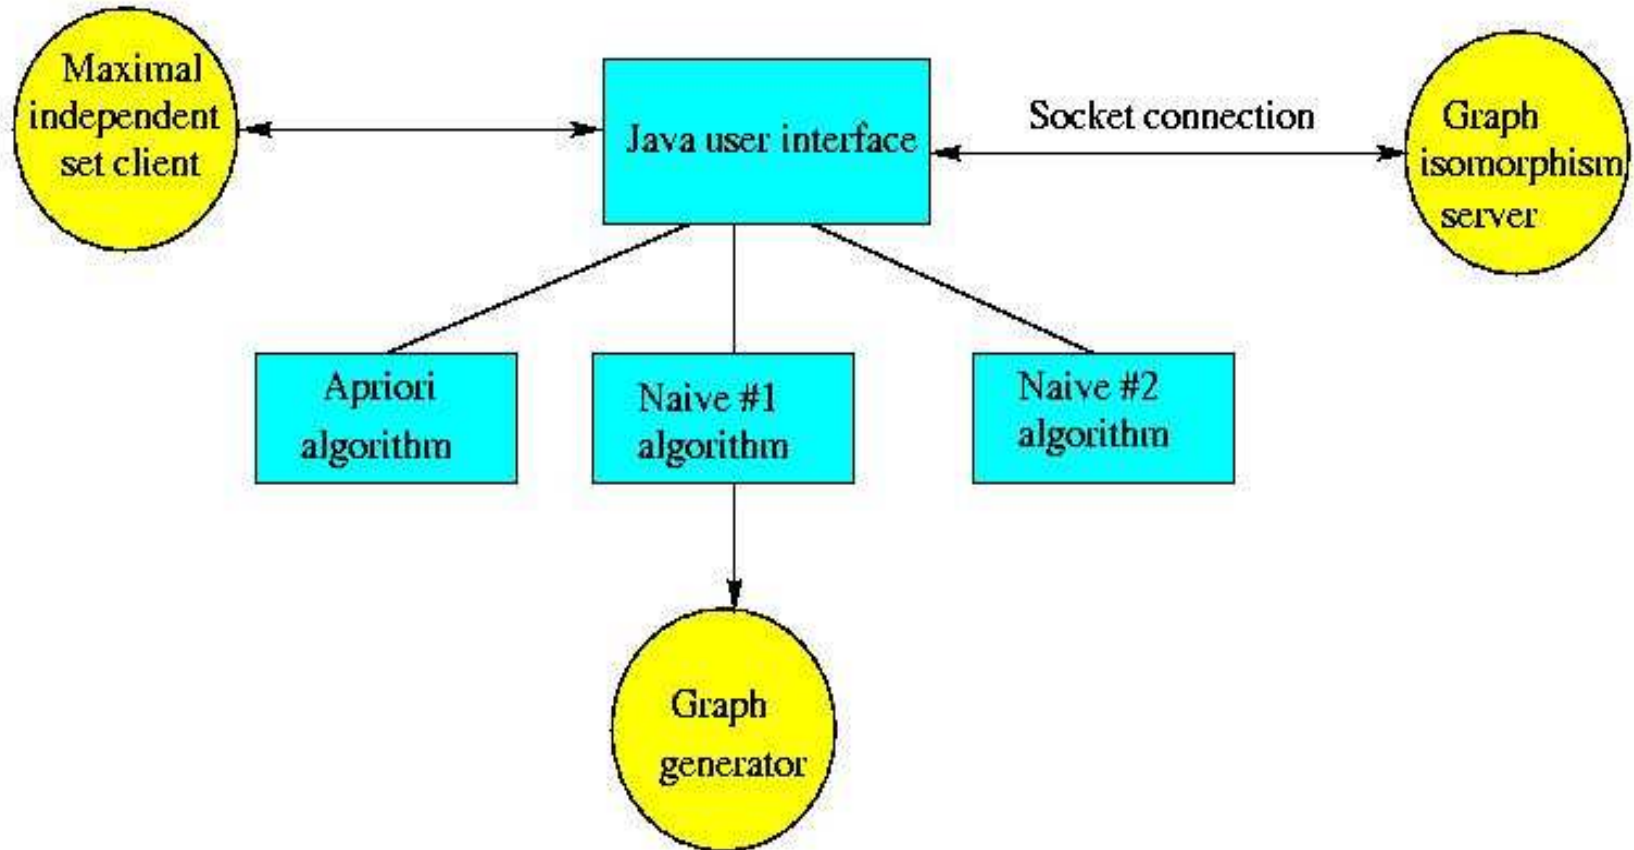 Maximal
independent
set client
Java user interface
Socket connection
Graph
isomorphism
server
Apriori
algorithm
Naive #1
algorithm
Naive #2
algorithm
Graph
generator